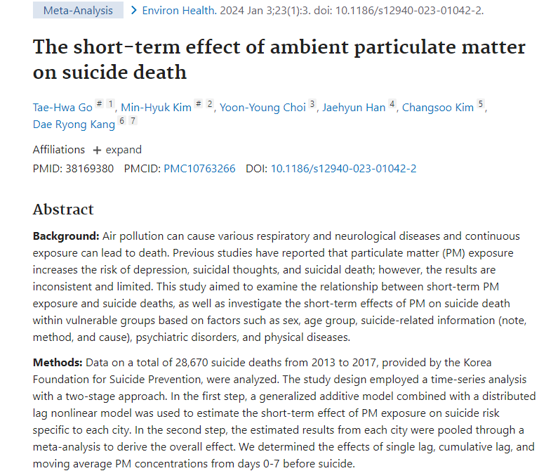 Meta-Analysis > Environ Health. 2024 Jan 3;23(1):3. doi: 10.1186/s12940-023-01042-2.
The short-term effect of ambient particulate matter
on suicide death
Tae-Hwa Go # 1, Min-Hyuk Kim # 2, Yoon-Young Choi 3, Jaehyun Han 4, Changsoo Kim 5,
Dae Ryong Kang 6 7
Affiliations + expand
PMID: 38169380 PMCID: PMC10763266 DOI: 10.1186/s12940-023-01042-2
Abstract
Background: Air pollution can cause various respiratory and neurological diseases and continuous
exposure can lead to death. Previous studies have reported that particulate matter (PM) exposure
increases the risk of depression, suicidal thoughts, and suicidal death; however, the results are
inconsistent and limited. This study aimed to examine the relationship between short-term PM
exposure and suicide deaths, as well as investigate the short-term effects of PM on suicide death
within vulnerable groups based on factors such as sex, age group, suicide-related information (note,
method, and cause), psychiatric disorders, and physical diseases.
Methods: Data on a total of 28,670 suicide deaths from 2013 to 2017, provided by the Korea
Foundation for Suicide Prevention, were analyzed. The study design employed a time-series analysis
with a two-stage approach. In the first step, a generalized additive model combined with a distributed
lag nonlinear model was used to estimate the short-term effect of PM exposure on suicide risk
specific to each city. In the second step, the estimated results from each city were pooled through a
meta-analysis to derive the overall effect. We determined the effects of single lag, cumulative lag, and
moving average PM concentrations from days 0-7 before suicide.